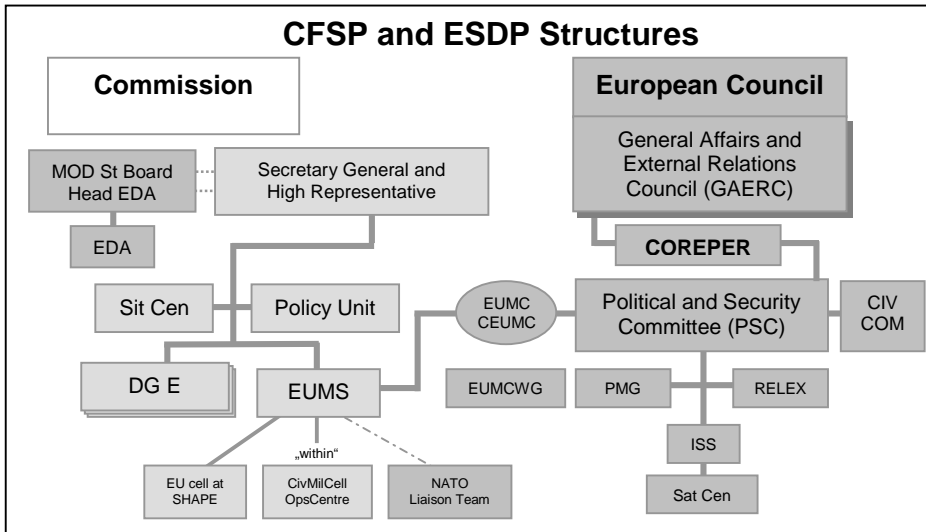 CFSP and ESDP Structures
Commission
European Council
General Affairs and
External Relations
Council (GAERC)
MOD St Board
Head EDA
Secretary General and
High Representative
EDA
COREPER
Sit Cen
Policy Unit
EUMC
CEUMC
Political and Security
Committee (PSC)
CIV
COM
DG E
EUMS
EUMCWG
PMG
RELEX
„within“
ISS
EU cell at
SHAPE
CivMilCell
OpsCentre
NATO
Liaison Team
Sat Cen